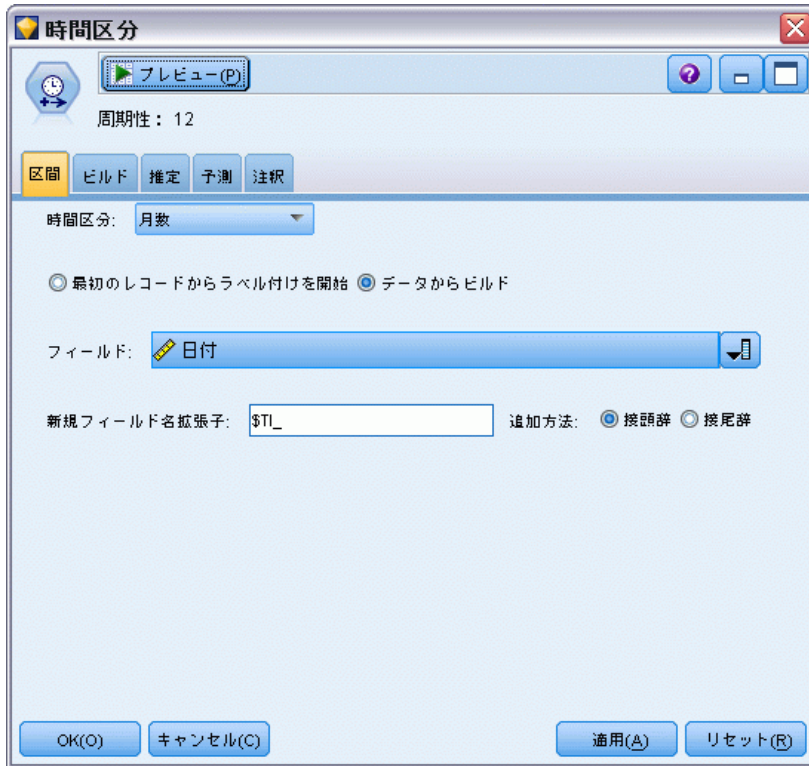 時間区分
プレビュー(P)
周期性： 12
区間 ビルド 推定 予測 注釈
時間区分: 月数
最初のレコードからラベル付けを開始 データからビルド
フィールド: 日付
新規フィールド名拡張子: $TI_ 追加方法: 接頭辞 接尾辞
OK(O) キャンセル(C) 適用(A) リセット(R)